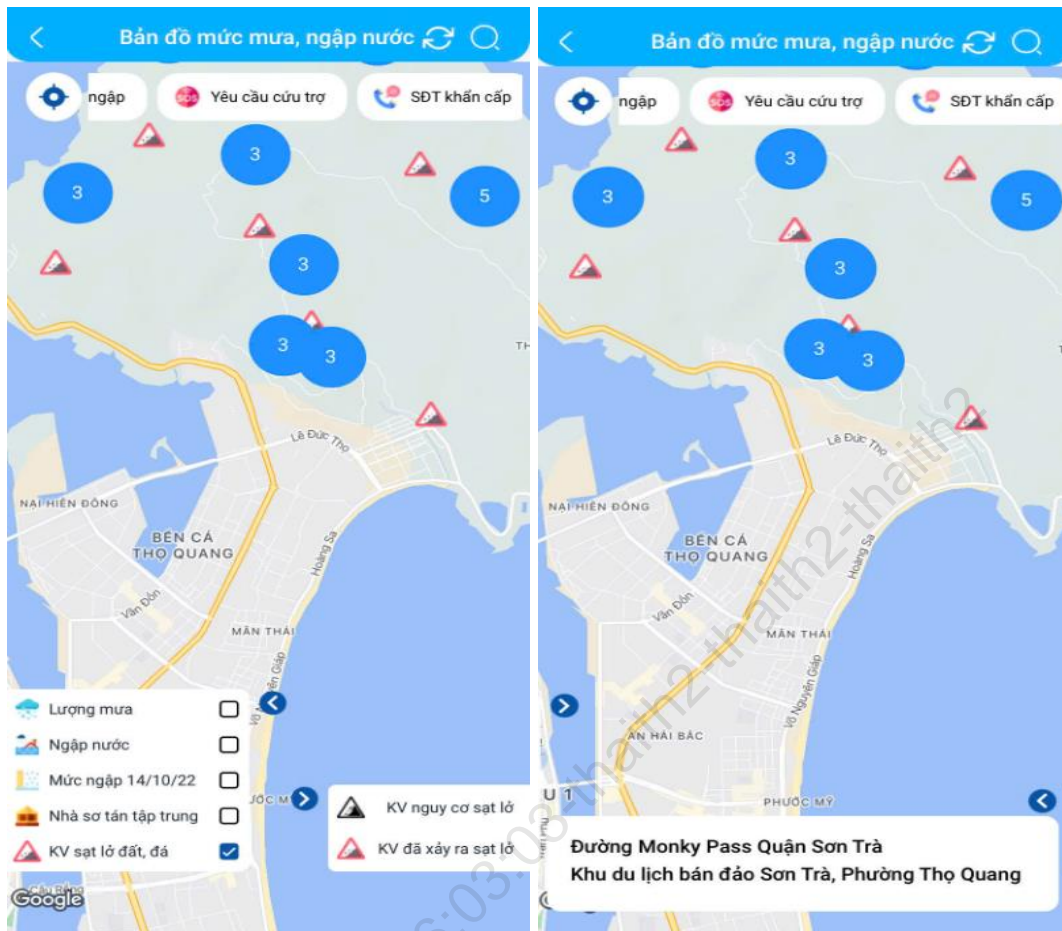 Bản đồ mức mưa, ngập nước
ngập
Yêu cầu cứu trợ
SĐT khẩn cấp
3
3
5
3
3
3
TH
Lê Đức Thọ
NẠI HIÊN ĐÔNG
BẾN CÁ
THỌ QUANG
Hoàng Sa
Vân Đồn
MÂN THÁI
Võ Nguyên Giáp
Lượng mưa
Ngập nước
Mức ngập 14/10/22
Nhà sơ tán tập trung
KV sạt lở đất, đá
KV nguy cơ sạt lở
KV đã xảy ra sạt lở
Google
Bản đồ mức mưa, ngập nước
ngập
Yêu cầu cứu trợ
SĐT khẩn cấp
3
3
5
3
3
3
Lê Đức Thọ
NẠI HIÊN ĐÔNG
BẾN CÁ
THỌ QUANG
Hoàng Sa
Vân Đồn
MÂN THÁI
Võ Nguyên Giáp
AN HẢI BẮC
U 1
PHƯỚC MỸ
Đường Monky Pass Quận Sơn Trà
Khu du lịch bán đảo Sơn Trà, Phường Thọ Quang
thaith2-thaith2-thaith2